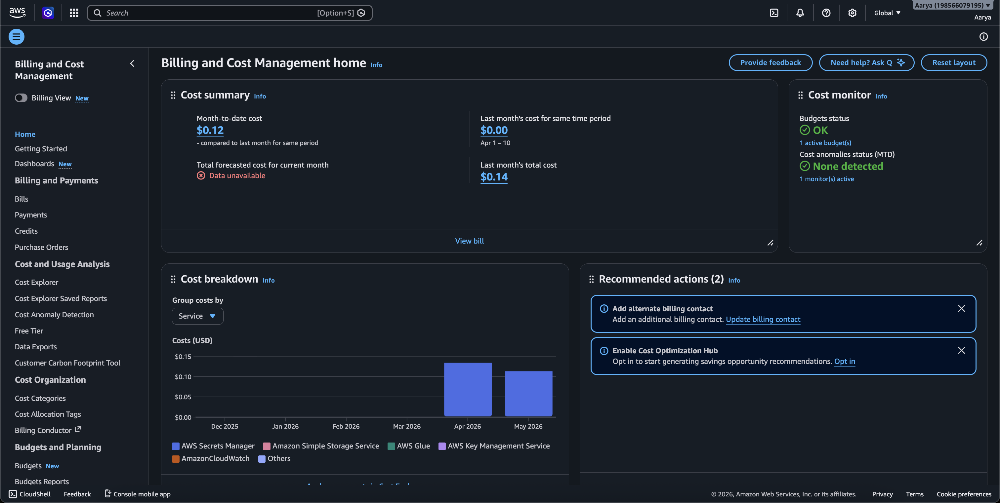 aws
Search [Option+S]
Global ▼
Aarya (198566079195) ▼
Aarya
Billing and Cost
Management
Billing View New
Home
Getting Started
Dashboards New
Billing and Payments
Bills
Payments
Credits
Purchase Orders
Cost and Usage Analysis
Cost Explorer
Cost Explorer Saved Reports
Cost Anomaly Detection
Free Tier
Data Exports
Customer Carbon Footprint Tool
Cost Organization
Cost Categories
Cost Allocation Tags
Billing Conductor
Budgets and Planning
Budgets New
Budgets Reports
Billing and Cost Management home Info
Provide feedback
Need help? Ask Q
Reset layout
Cost summary Info
Month-to-date cost
$0.12
- compared to last month for same period
Last month's cost for same time period
$0.00
Apr 1 – 10
Total forecasted cost for current month
Data unavailable
Last month's total cost
$0.14
View bill
Cost monitor Info
Budgets status
OK
1 active budget(s)
Cost anomalies status (MTD)
None detected
1 monitor(s) active
Cost breakdown Info
Group costs by
Service
Costs (USD)
$0.15
$0.10
$0.05
$0.00
Dec 2025 Jan 2026 Feb 2026 Mar 2026 Apr 2026 May 2026
AWS Secrets Manager Amazon Simple Storage Service AWS Glue AWS Key Management Service
AmazonCloudWatch Others
Recommended actions (2) Info
Add alternate billing contact
Add an additional billing contact. Update billing contact
Enable Cost Optimization Hub
Opt in to start generating savings opportunity recommendations. Opt in
CloudShell Feedback Console mobile app
© 2026, Amazon Web Services, Inc. or its affiliates. Privacy Terms Cookie preferences